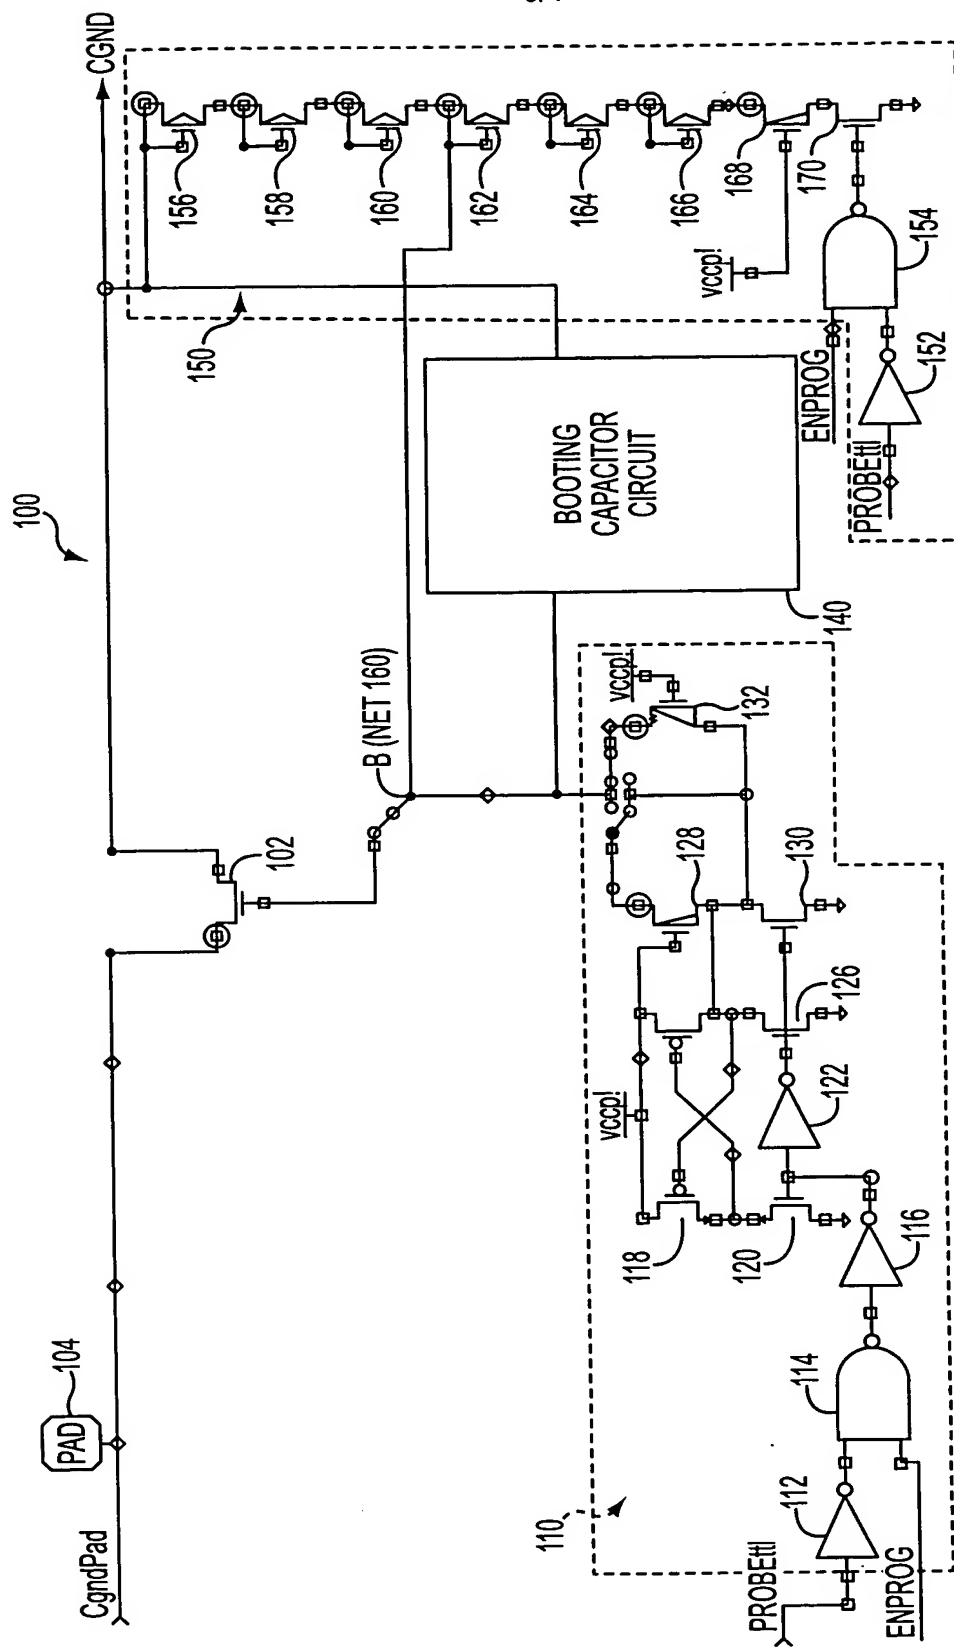 100
CGND
CgndPad
PAD
104
102
B (NET 160)
150
156
158
160
162
164
166
168
170
vccp!
BOOTING
CAPACITOR
CIRCUIT
140
ENPROG
154
PROBEttl
152
110
vccp!
vccp!
132
128
130
118
120
122
126
116
114
112
PROBEttl
ENPROG